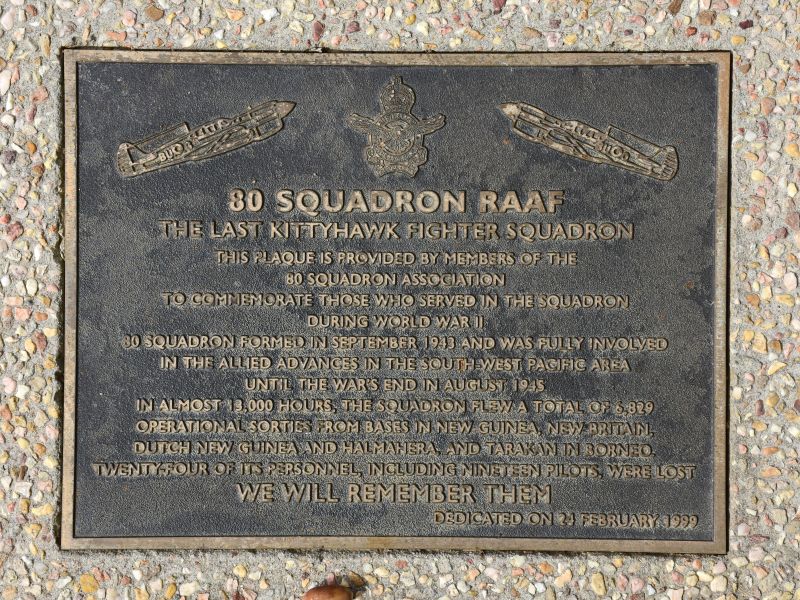 80 SQUADRON RAAF
THE LAST KITTYHAWK FIGHTER SQUADRON
THIS PLAQUE IS PROVIDED BY MEMBERS OF THE
80 SQUADRON ASSOCIATION
TO COMMEMORATE THOSE WHO SERVED IN THE SQUADRON
DURING WORLD WAR II.
80 SQUADRON FORMED IN SEPTEMBER 1943 AND WAS FULLY INVOLVED
IN THE ALLIED ADVANCES IN THE SOUTH WEST PACIFIC AREA
UNTIL THE WAR'S END IN AUGUST 1945.
IN ALMOST 13,000 HOURS, THE SQUADRON FLEW A TOTAL OF 6,829
OPERATIONAL SORTIES FROM BASES IN NEW GUINEA, NEW BRITAIN,
DUTCH NEW GUINEA AND HALMAHERA, AND TARAKAN IN BORNEO.
TWENTY-FOUR OF ITS PERSONNEL, INCLUDING NINETEEN PILOTS, WERE LOST
WE WILL REMEMBER THEM
DEDICATED ON FEBRUARY 1999